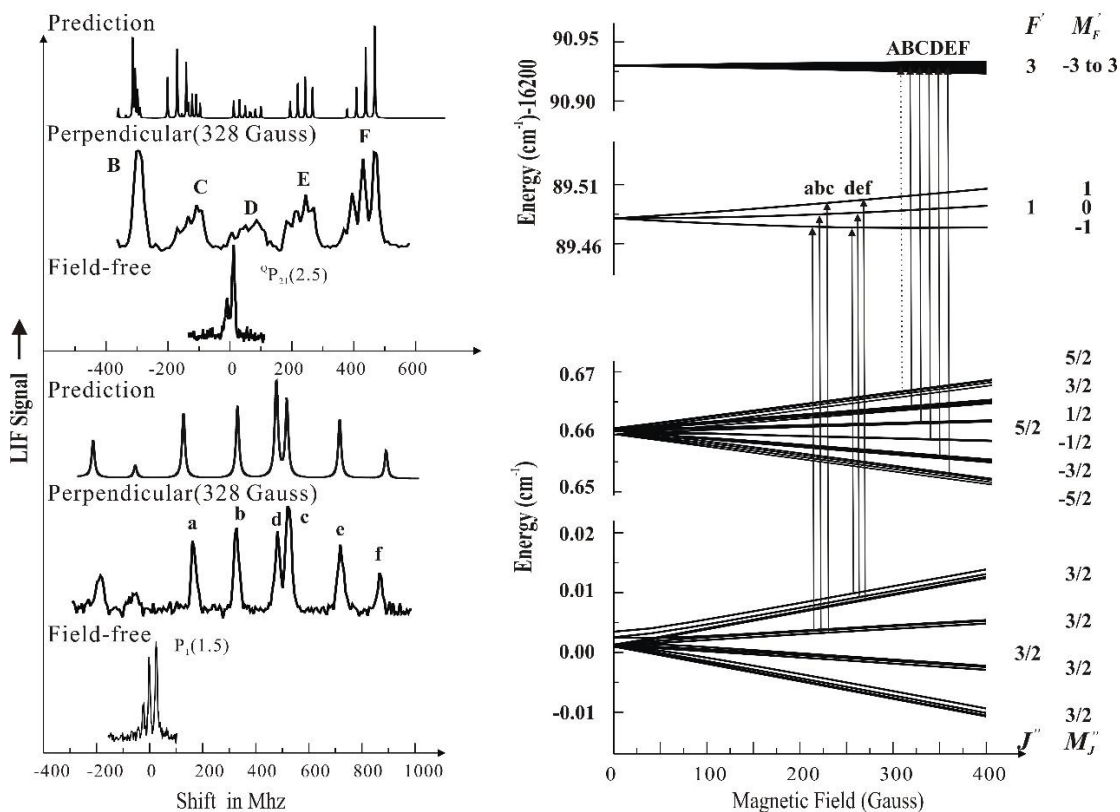 Prediction
Perpendicular(328 Gauss)
B
C
D
E
F
Field-free
QP21(2.5)
-400 -200 0 200 400 600
Prediction
Perpendicular(328 Gauss)
a
b
d
c
e
f
Field-free
P1(1.5)
-400 -200 0 200 400 600 800 1000
Shift in Mhz
LIF Signal
Energy (cm-1)-16200
90.95
90.90
ABCDEF
F' M'F
3 -3 to 3
89.51
89.46
abc def
1
1
0
-1
Energy (cm-1)
0.67
0.66
0.65
5/2
5/2
3/2
1/2
-1/2
-3/2
-5/2
0.02
0.01
0.00
-0.01
3/2
3/2
3/2
3/2
3/2
J'' M''J
0 100 200 300 400
Magnetic Field (Gauss)